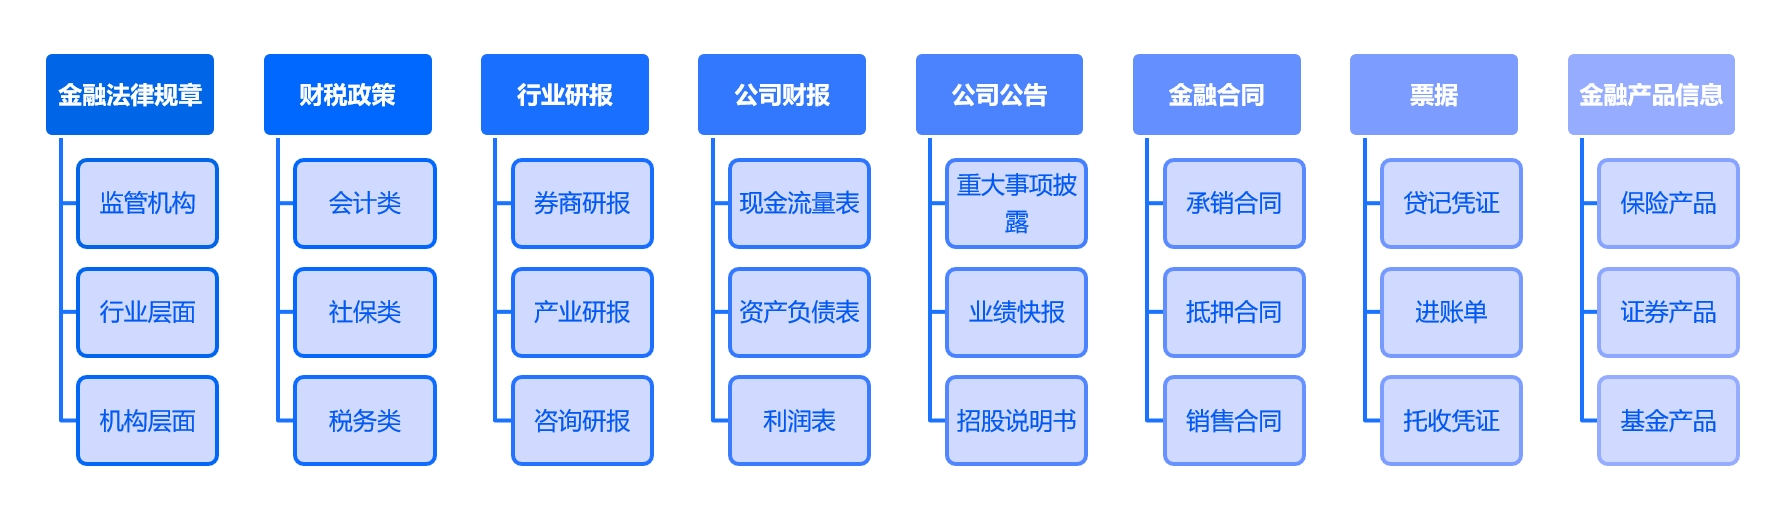 金融法律规章
监管机构
行业层面
机构层面
财税政策
会计类
社保类
税务类
行业研报
券商研报
产业研报
咨询研报
公司财报
现金流量表
资产负债表
利润表
公司公告
重大事项披
露
业绩快报
招股说明书
金融合同
承销合同
抵押合同
销售合同
票据
贷记凭证
进账单
托收凭证
金融产品信息
保险产品
证券产品
基金产品